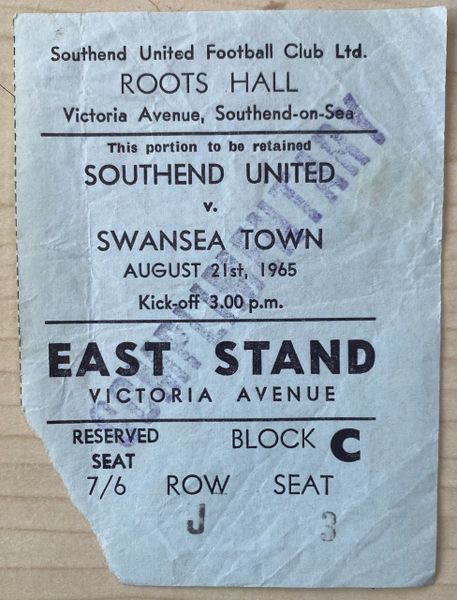 Southend United Football Club Ltd.
ROOTS HALL
Victoria Avenue, Southend-on-Sea
This portion to be retained
SOUTHEND UNITED
v.
SWANSEA TOWN
AUGUST 21st, 1965
Kick-off 3.00 p.m.
COMPLIMENTARY
EAST STAND
VICTORIA AVENUE
RESERVED SEAT 7/6
BLOCK C
ROW J
SEAT 3